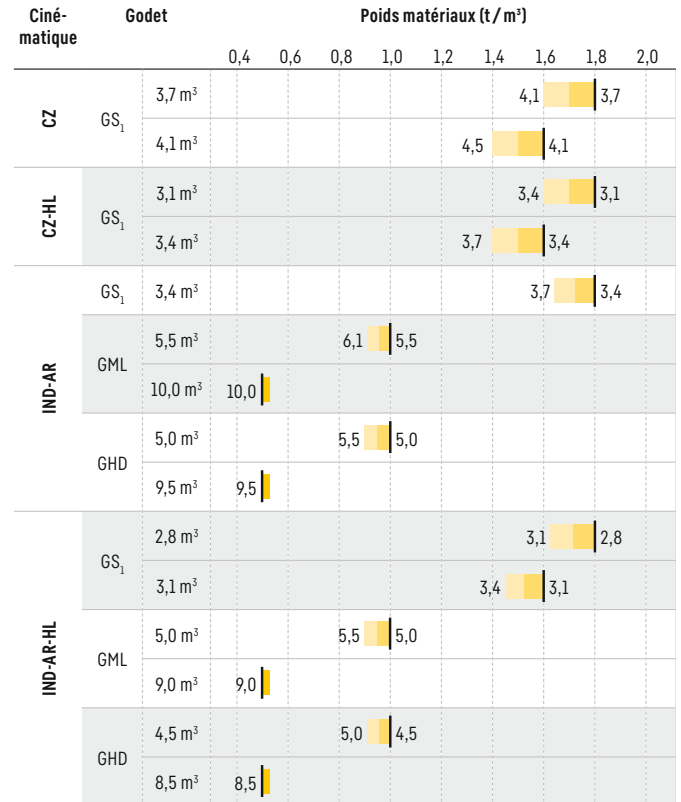 Ciné-
matique
Godet
Poids matériaux (t / m³)
0,4 0,6 0,8 1,0 1,2 1,4 1,6 1,8 2,0
CZ
GS₁
3,7 m³ 4,1 3,7
4,1 m³ 4,5 4,1
CZ-HL
GS₁
3,1 m³ 3,4 3,1
3,4 m³ 3,7 3,4
IND-AR
GS₁ 3,4 m³ 3,7 3,4
GML
5,5 m³ 6,1 5,5
10,0 m³ 10,0
GHD
5,0 m³ 5,5 5,0
9,5 m³ 9,5
IND-AR-HL
GS₁
2,8 m³ 3,1 2,8
3,1 m³ 3,4 3,1
GML
5,0 m³ 5,5 5,0
9,0 m³ 9,0
GHD
4,5 m³ 5,0 4,5
8,5 m³ 8,5